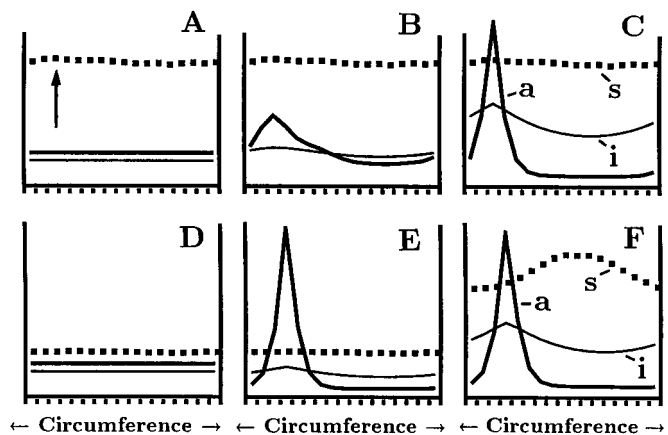 A
B
C
a
s
i
D
E
F
s
a
i
← Circumference → ← Circumference → ← Circumference →